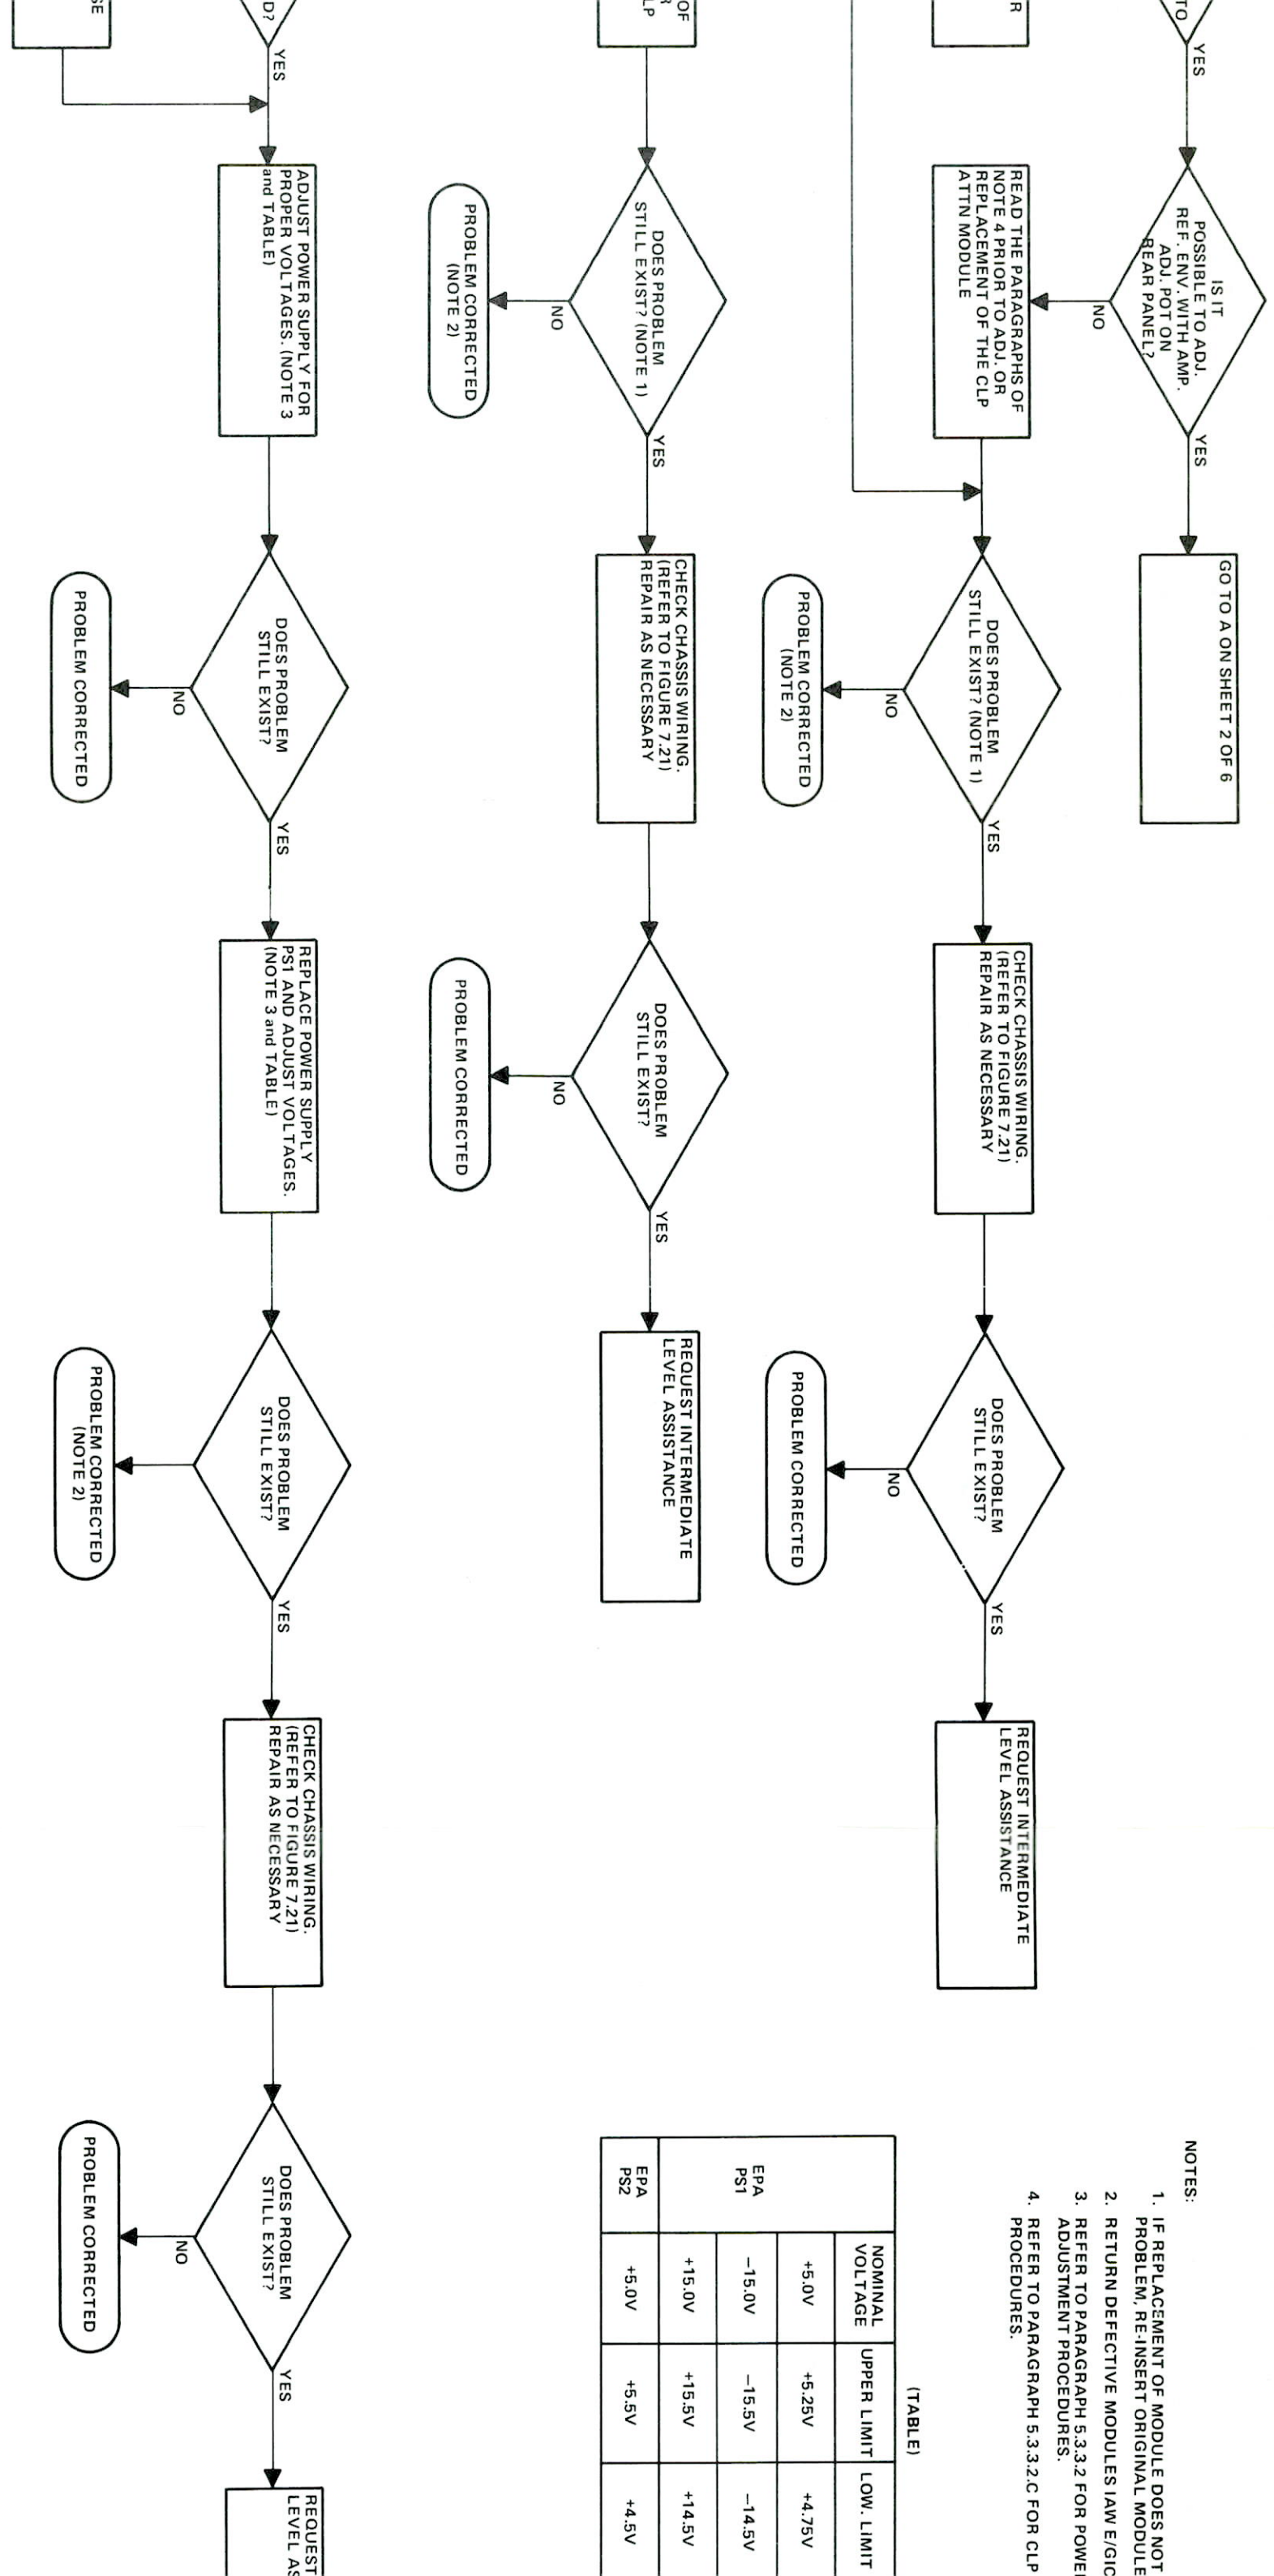 TO
YES
IS IT
POSSIBLE TO ADJ.
REF. ENV. WITH AMP.
ADJ. POT ON
REAR PANEL?
YES
GO TO A ON SHEET 2 OF 6
NO
R
READ THE PARAGRAPHS OF
NOTE 4 PRIOR TO ADJ. OR
REPLACEMENT OF THE CLP
ATTN MODULE
DOES PROBLEM
STILL EXIST? (NOTE 1)
YES
NO
PROBLEM CORRECTED
(NOTE 2)
CHECK CHASSIS WIRING.
(REFER TO FIGURE 7.21)
REPAIR AS NECESSARY
DOES PROBLEM
STILL EXIST?
YES
NO
PROBLEM CORRECTED
REQUEST INTERMEDIATE
LEVEL ASSISTANCE
OF
R
LP
DOES PROBLEM
STILL EXIST? (NOTE 1)
YES
NO
PROBLEM CORRECTED
(NOTE 2)
CHECK CHASSIS WIRING.
(REFER TO FIGURE 7.21)
REPAIR AS NECESSARY
DOES PROBLEM
STILL EXIST?
YES
NO
PROBLEM CORRECTED
REQUEST INTERMEDIATE
LEVEL ASSISTANCE
D?
YES
SE
ADJUST POWER SUPPLY FOR
PROPER VOLTAGES. (NOTE 3
and TABLE)
DOES PROBLEM
STILL EXIST?
YES
NO
PROBLEM CORRECTED
REPLACE POWER SUPPLY
PS1 AND ADJUST VOLTAGES.
(NOTE 3 and TABLE)
DOES PROBLEM
STILL EXIST?
YES
PROBLEM CORRECTED
(NOTE 2)
CHECK CHASSIS WIRING.
(REFER TO FIGURE 7.21)
REPAIR AS NECESSARY
DOES PROBLEM
STILL EXIST?
YES
NO
PROBLEM CORRECTED
REQUEST
LEVEL AS
NOTES:
1. IF REPLACEMENT OF MODULE DOES NOT
PROBLEM, RE-INSERT ORIGINAL MODULE
2. RETURN DEFECTIVE MODULES IAW E/GIC
3. REFER TO PARAGRAPH 5.3.3.2 FOR POWE
ADJUSTMENT PROCEDURES.
4. REFER TO PARAGRAPH 5.3.3.2.C FOR CLP
PROCEDURES.
(TABLE)
NOMINAL VOLTAGE UPPER LIMIT LOW. LIMIT
EPA PS1 +5.0V +5.25V +4.75V
−15.0V −15.5V −14.5V
+15.0V +15.5V +14.5V
EPA PS2 +5.0V +5.5V +4.5V